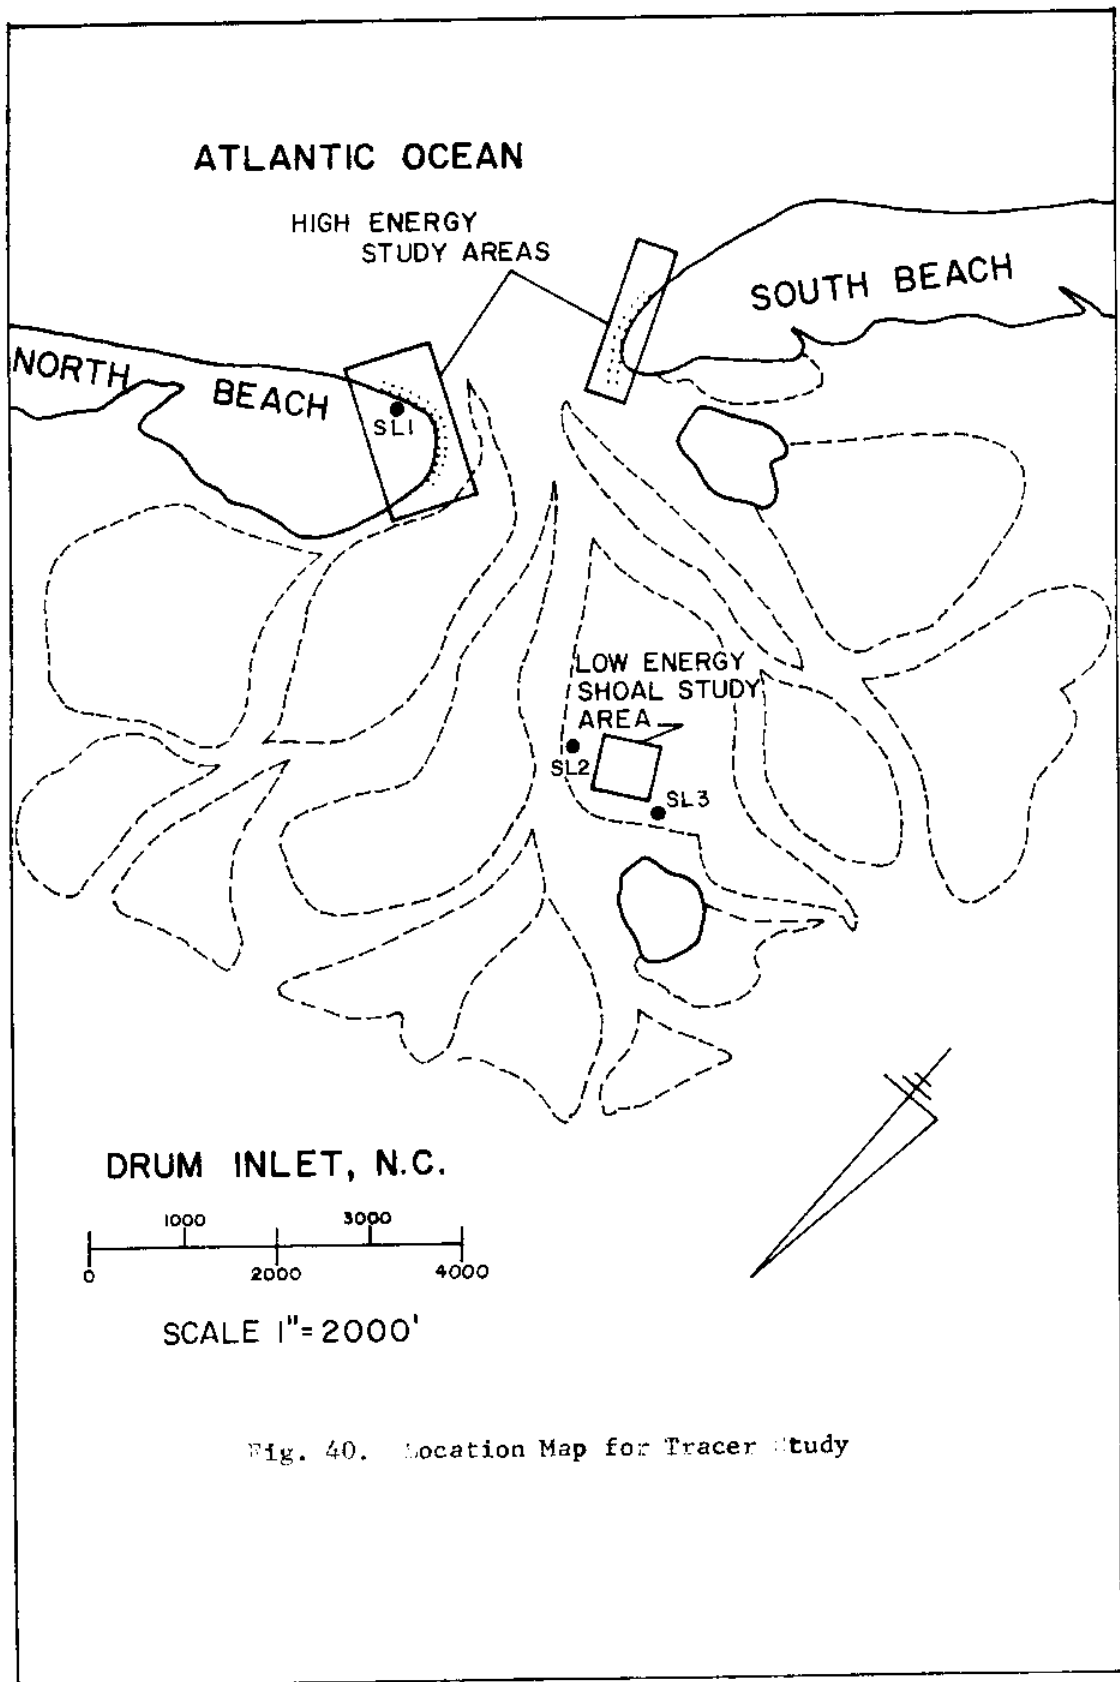 ATLANTIC OCEAN
HIGH ENERGY
STUDY AREAS
SOUTH BEACH
NORTH BEACH
SL1
LOW ENERGY
SHOAL STUDY
AREA
SL2
SL3
DRUM INLET, N.C.
1000 3000
0 2000 4000
SCALE 1"=2000'
Fig. 40. Location Map for Tracer Study